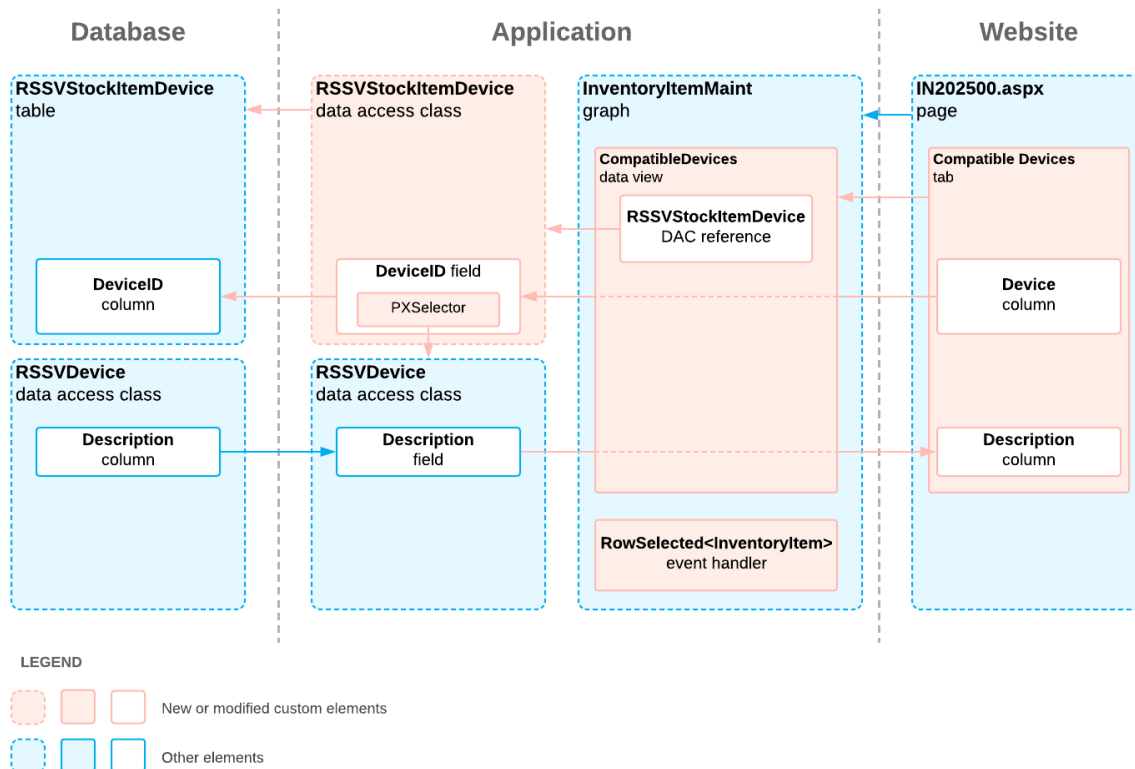 Database
Application
Website
RSSVStockItemDevice
table
DeviceID
column
RSSVDevice
data access class
Description
column
RSSVStockItemDevice
data access class
DeviceID field
PXSelector
RSSVDevice
data access class
Description
field
InventoryItemMaint
graph
CompatibleDevices
data view
RSSVStockItemDevice
DAC reference
RowSelected<InventoryItem>
event handler
IN202500.aspx
page
Compatible Devices
tab
Device
column
Description
column
LEGEND
New or modified custom elements
Other elements